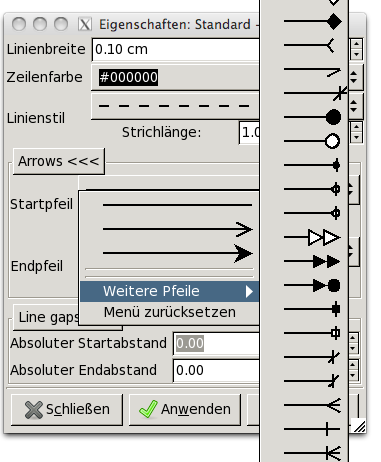 Eigenschaften: Standard -
Linienbreite 0.10 cm
Zeilenfarbe #000000
Linienstil
Strichlänge: 1.0
Arrows <<<
Startpfeil
Endpfeil
Weitere Pfeile
Menü zurücksetzen
Line gaps
Absoluter Startabstand 0.00
Absoluter Endabstand 0.00
Schließen Anwenden